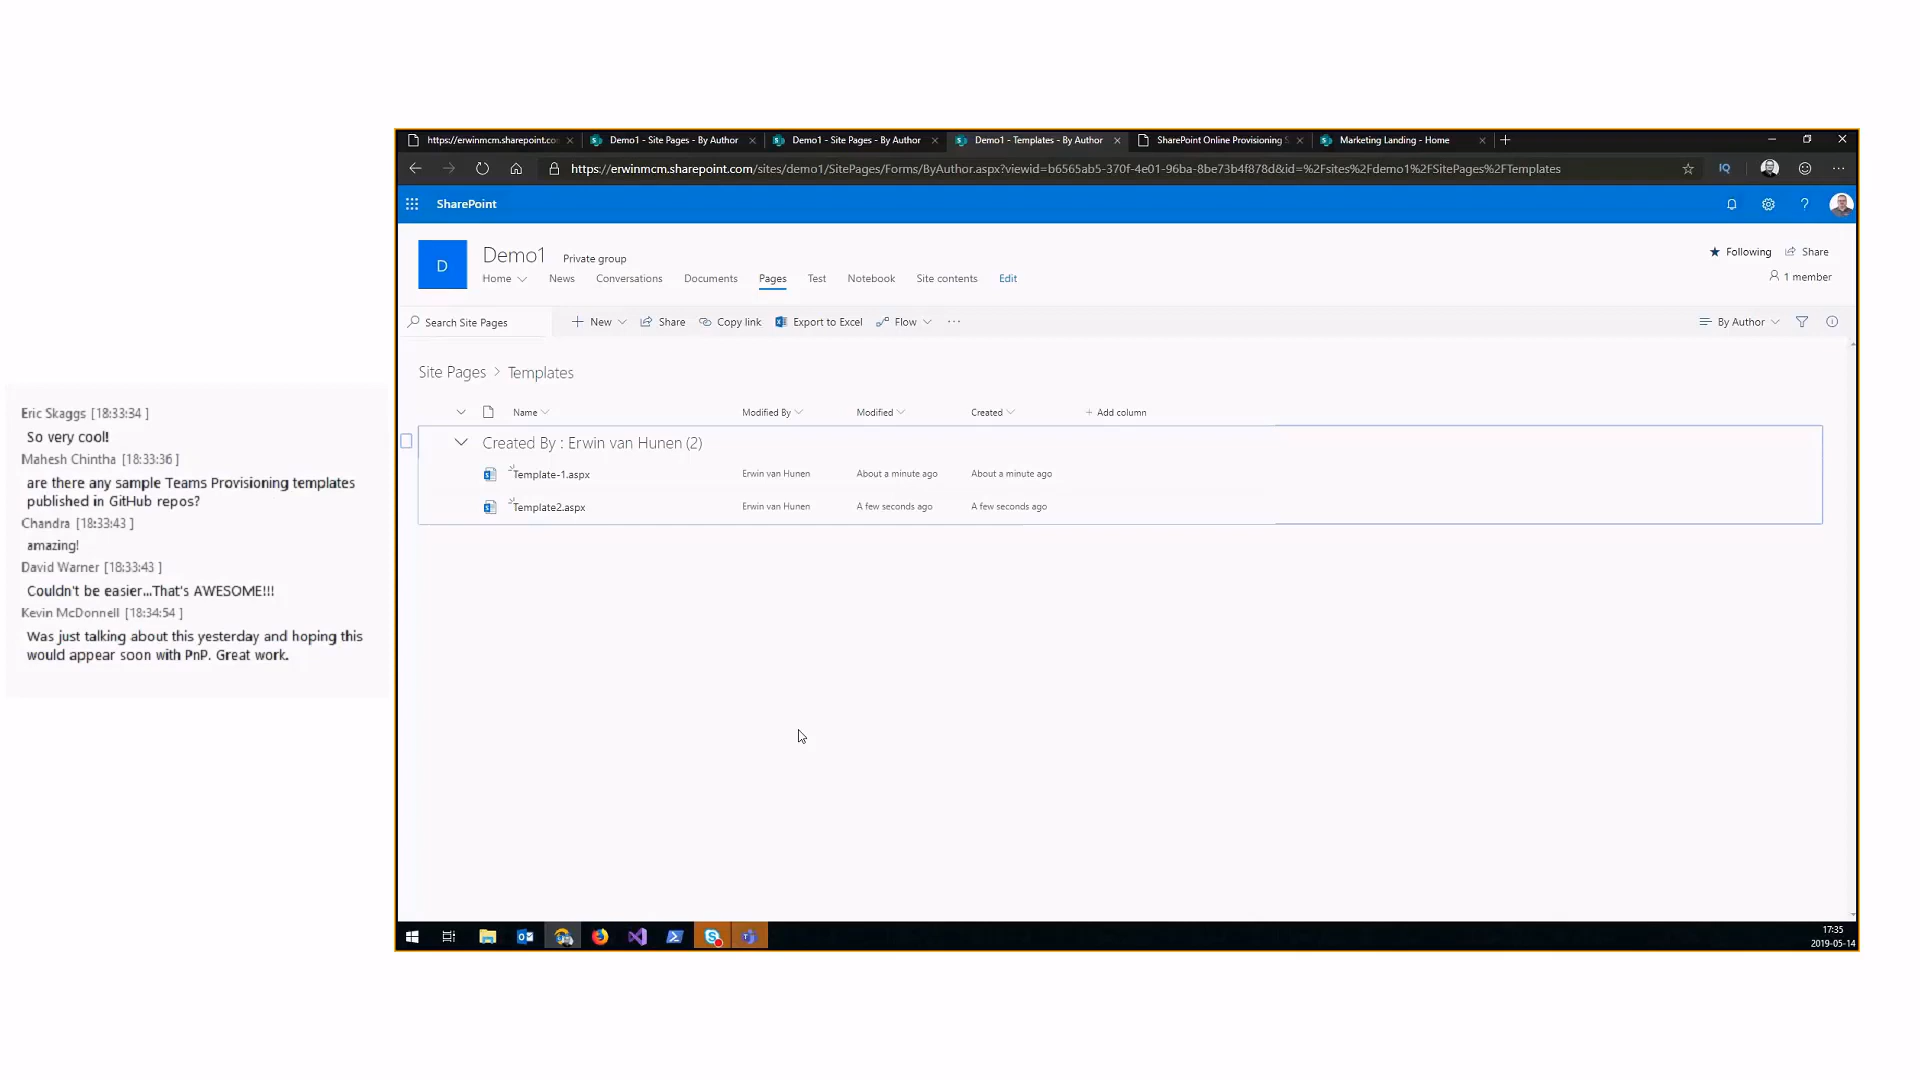 https://erwinmcm.sharepoint.co
Demo1 - Site Pages - By Author
Demo1 - Site Pages - By Author
Demo1 - Templates - By Author
SharePoint Online Provisioning S
Marketing Landing - Home
https://erwinmcm.sharepoint.com/sites/demo1/SitePages/Forms/ByAuthor.aspx?viewid=b6565ab5-370f-4e01-96ba-8be73b4f878d&id=%2Fsites%2Fdemo1%2FSitePages%2FTemplates
IQ
SharePoint
?
D
Demo1 Private group
Following Share
Home News Conversations Documents Pages Test Notebook Site contents Edit
1 member
Search Site Pages
New Share Copy link Export to Excel Flow ...
By Author
Site Pages > Templates
Name Modified By Modified Created + Add column
Created By : Erwin van Hunen (2)
Template-1.aspx Erwin van Hunen About a minute ago About a minute ago
Template2.aspx Erwin van Hunen A few seconds ago A few seconds ago
Eric Skaggs [18:33:34 ]
So very cool!
Mahesh Chintha [18:33:36 ]
are there any sample Teams Provisioning templates
published in GitHub repos?
Chandra [18:33:43 ]
amazing!
David Warner [18:33:43 ]
Couldn't be easier...That's AWESOME!!!
Kevin McDonnell [18:34:54 ]
Was just talking about this yesterday and hoping this
would appear soon with PnP. Great work.
17:35
2019-05-14